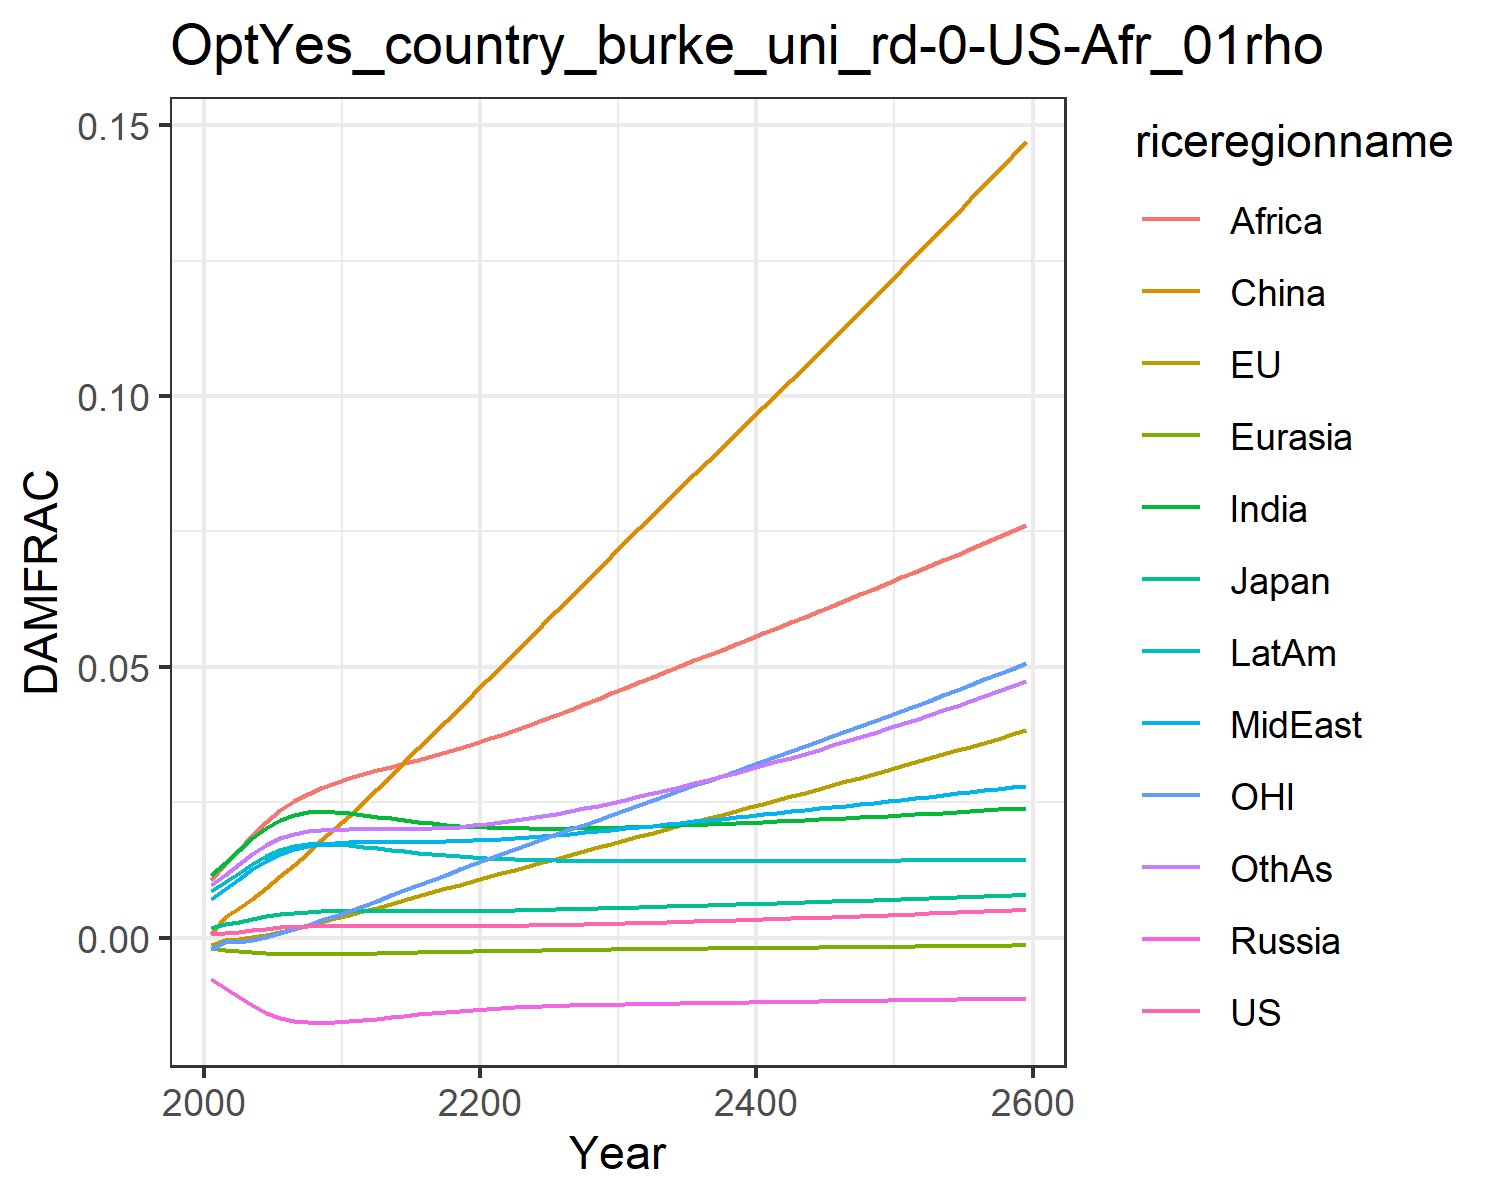 OptYes_country_burke_uni_rd-0-US-Afr_01rho
0.15
0.10
0.05
0.00
DAMFRAC
2000 2200 2400 2600
Year
riceregionname
Africa
China
EU
Eurasia
India
Japan
LatAm
MidEast
OHI
OthAs
Russia
US